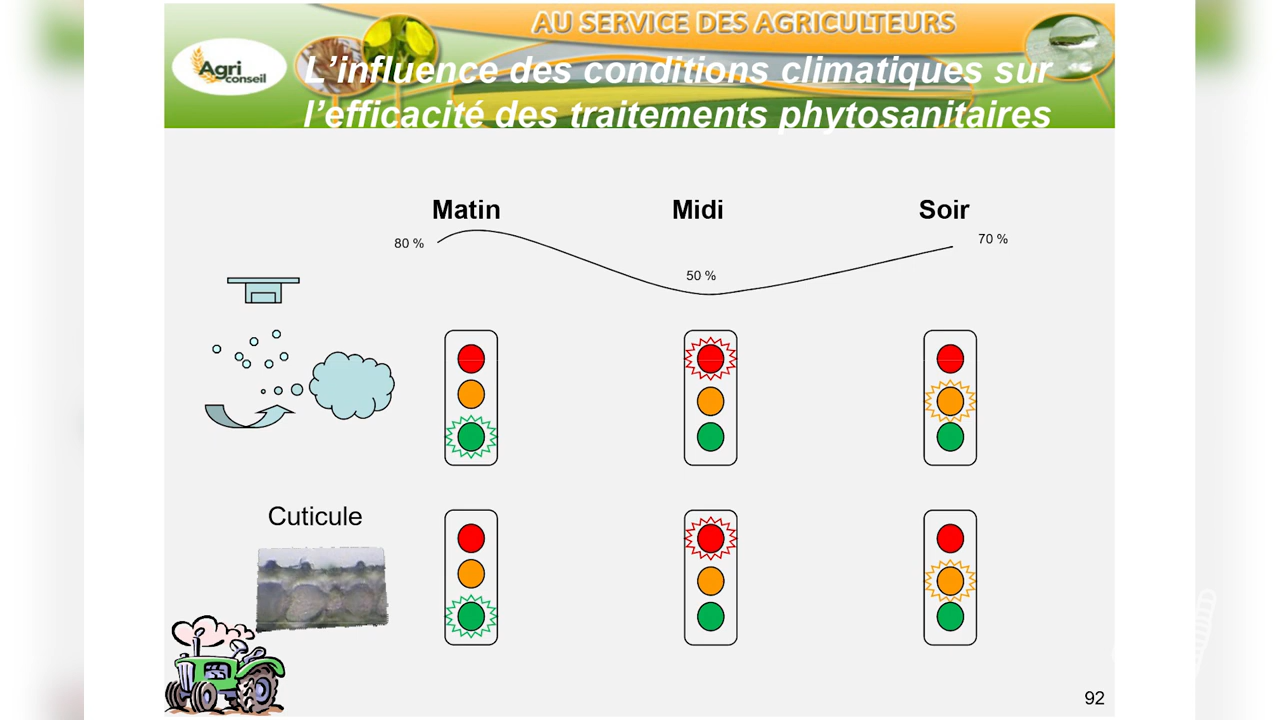 AU SERVICE DES AGRICULTEURS
Agri
conseil
L'influence des conditions climatiques sur
l'efficacité des traitements phytosanitaires
Matin Midi Soir
80 % 70 %
50 %
Cuticule
92